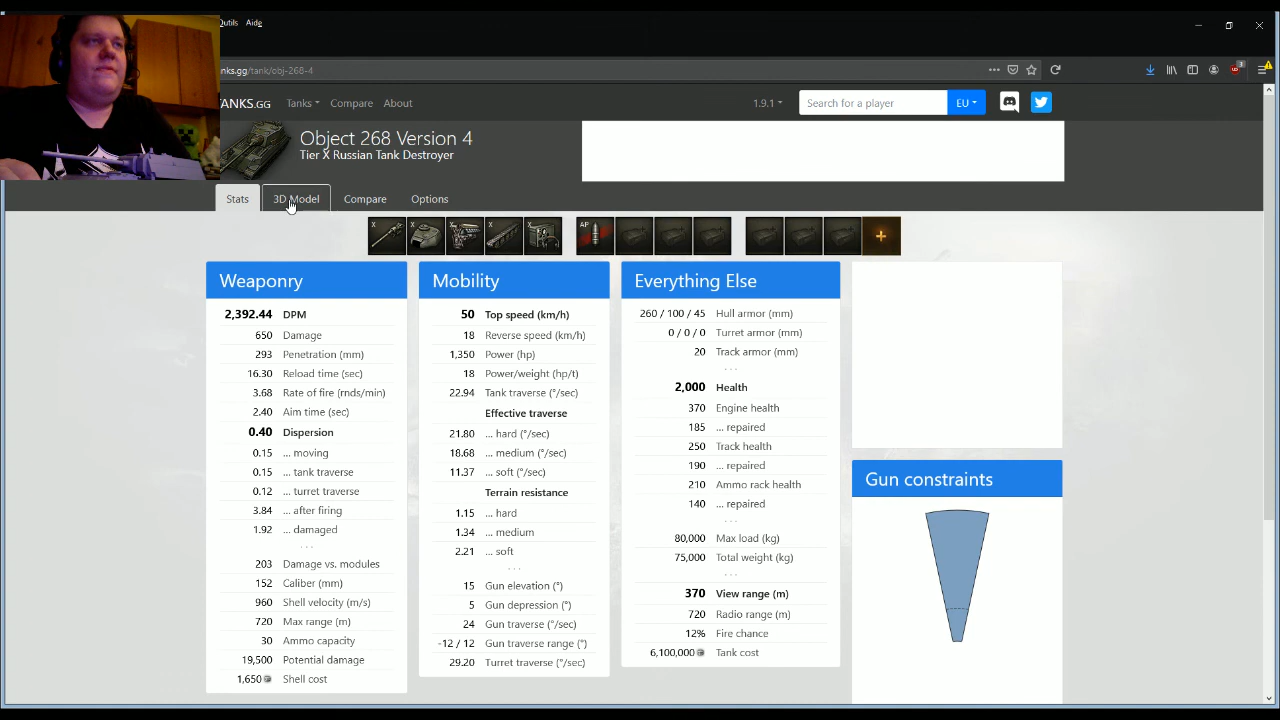 Outils Aide
nks.gg/tank/obj-268-4
TANKS.GG Tanks Compare About 1.9.1 Search for a player EU
Object 268 Version 4
Tier X Russian Tank Destroyer
Stats 3D Model Compare Options
X X X X X AP
Weaponry
2,392.44 DPM
650 Damage
293 Penetration (mm)
16.30 Reload time (sec)
3.68 Rate of fire (rnds/min)
2.40 Aim time (sec)
0.40 Dispersion
0.15 ... moving
0.15 ... tank traverse
0.12 ... turret traverse
3.84 ... after firing
1.92 ... damaged
...
203 Damage vs. modules
152 Caliber (mm)
960 Shell velocity (m/s)
720 Max range (m)
30 Ammo capacity
19,500 Potential damage
1,650 Shell cost
Mobility
50 Top speed (km/h)
18 Reverse speed (km/h)
1,350 Power (hp)
18 Power/weight (hp/t)
22.94 Tank traverse (°/sec)
Effective traverse
21.80 ... hard (°/sec)
18.68 ... medium (°/sec)
11.37 ... soft (°/sec)
Terrain resistance
1.15 ... hard
1.34 ... medium
2.21 ... soft
...
15 Gun elevation (°)
5 Gun depression (°)
24 Gun traverse (°/sec)
-12 / 12 Gun traverse range (°)
29.20 Turret traverse (°/sec)
Everything Else
260 / 100 / 45 Hull armor (mm)
0 / 0 / 0 Turret armor (mm)
20 Track armor (mm)
...
2,000 Health
370 Engine health
185 ... repaired
250 Track health
190 ... repaired
210 Ammo rack health
140 ... repaired
...
80,000 Max load (kg)
75,000 Total weight (kg)
...
370 View range (m)
720 Radio range (m)
12% Fire chance
6,100,000 Tank cost
Gun constraints